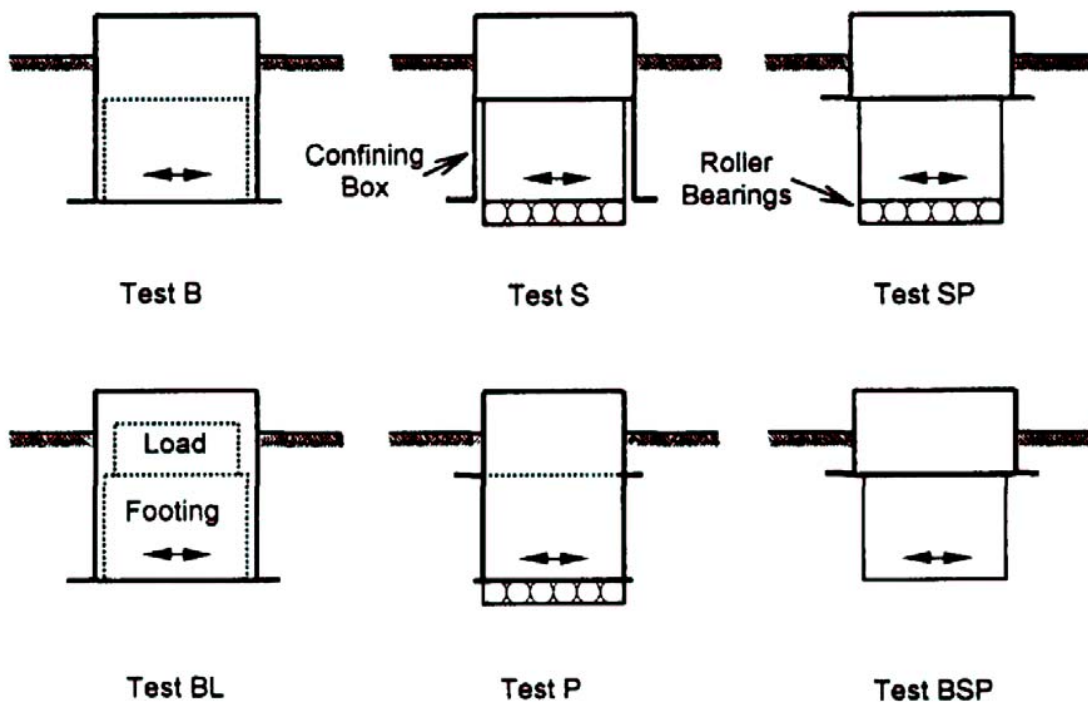 Confining
Box
Roller
Bearings
Test B
Test S
Test SP
Load
Footing
Test BL
Test P
Test BSP